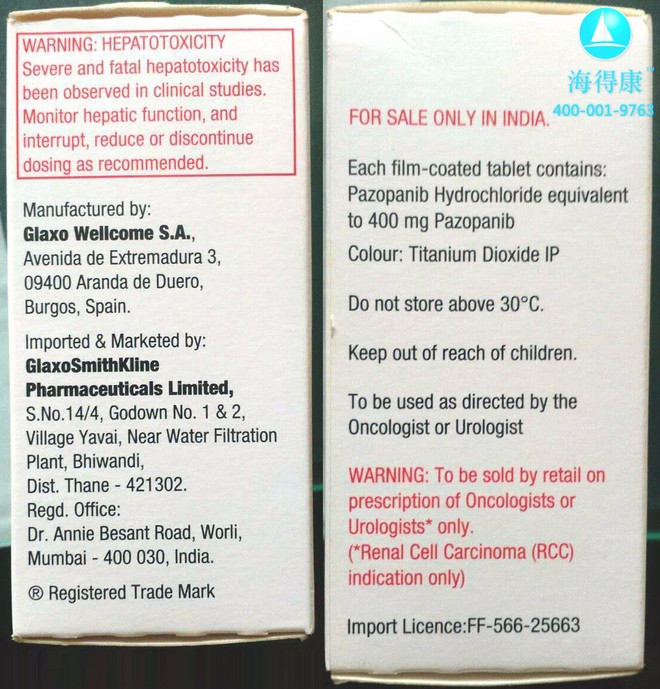 WARNING: HEPATOTOXICITY
Severe and fatal hepatotoxicity has
been observed in clinical studies.
Monitor hepatic function, and
interrupt, reduce or discontinue
dosing as recommended.
Manufactured by:
Glaxo Wellcome S.A.,
Avenida de Extremadura 3,
09400 Aranda de Duero,
Burgos, Spain.
Imported & Marketed by:
GlaxoSmithKline
Pharmaceuticals Limited,
S.No.14/4, Godown No. 1 & 2,
Village Yavai, Near Water Filtration
Plant, Bhiwandi,
Dist. Thane - 421302.
Regd. Office:
Dr. Annie Besant Road, Worli,
Mumbai - 400 030, India.
® Registered Trade Mark
海得康™
400-001-9763
FOR SALE ONLY IN INDIA.
Each film-coated tablet contains:
Pazopanib Hydrochloride equivalent
to 400 mg Pazopanib
Colour: Titanium Dioxide IP
Do not store above 30°C.
Keep out of reach of children.
To be used as directed by the
Oncologist or Urologist
WARNING: To be sold by retail on
prescription of Oncologists or
Urologists* only.
(*Renal Cell Carcinoma (RCC)
indication only)
Import Licence:FF-566-25663